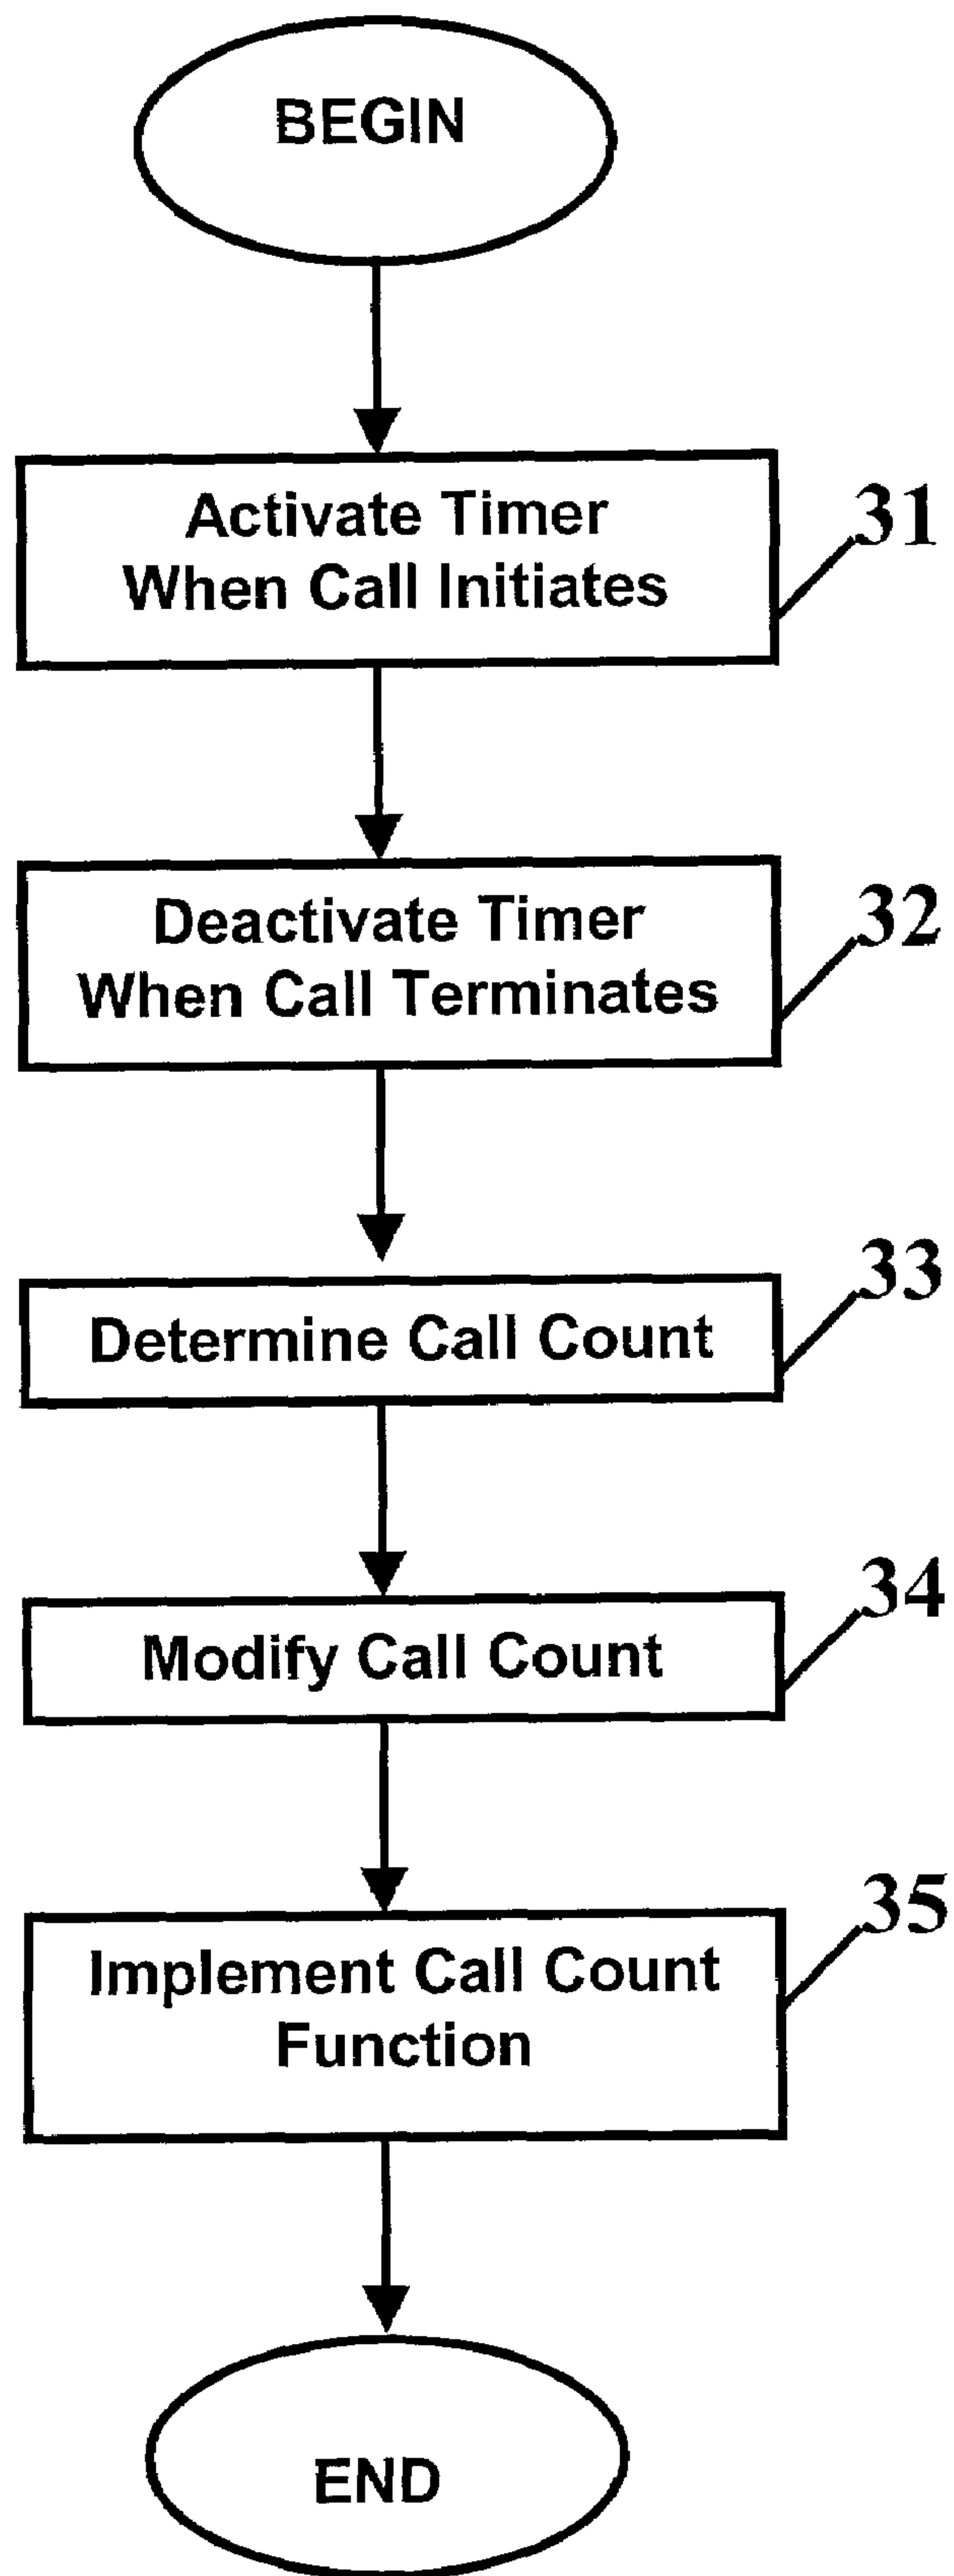 BEGIN
Activate Timer
When Call Initiates
31
Deactivate Timer
When Call Terminates
32
Determine Call Count
33
Modify Call Count
34
Implement Call Count
Function
35
END